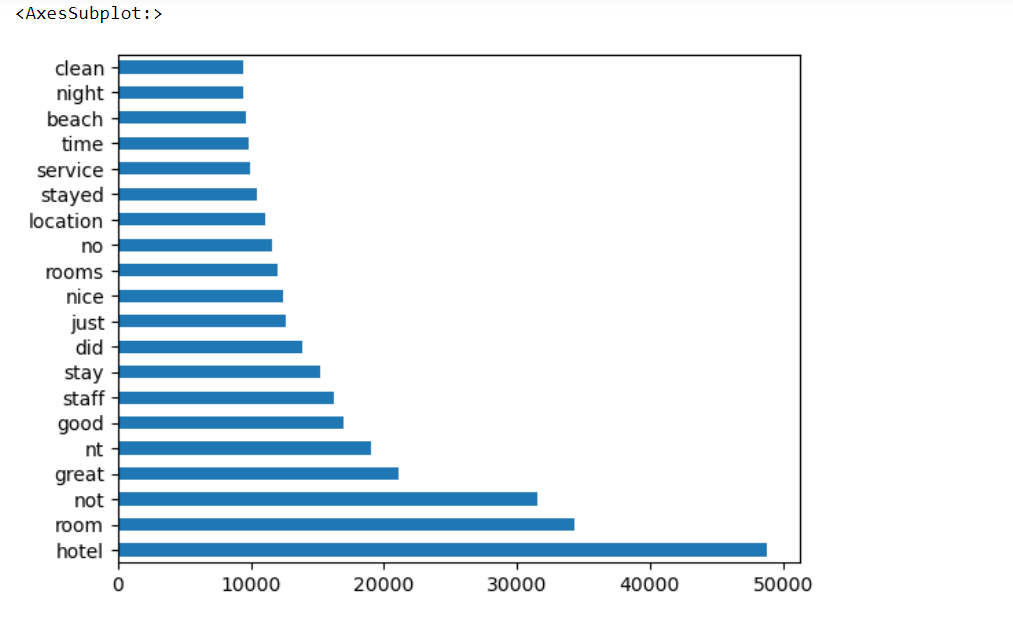 <AxesSubplot:>
clean
night
beach
time
service
stayed
location
no
rooms
nice
just
did
stay
staff
good
nt
great
not
room
hotel
0 10000 20000 30000 40000 50000